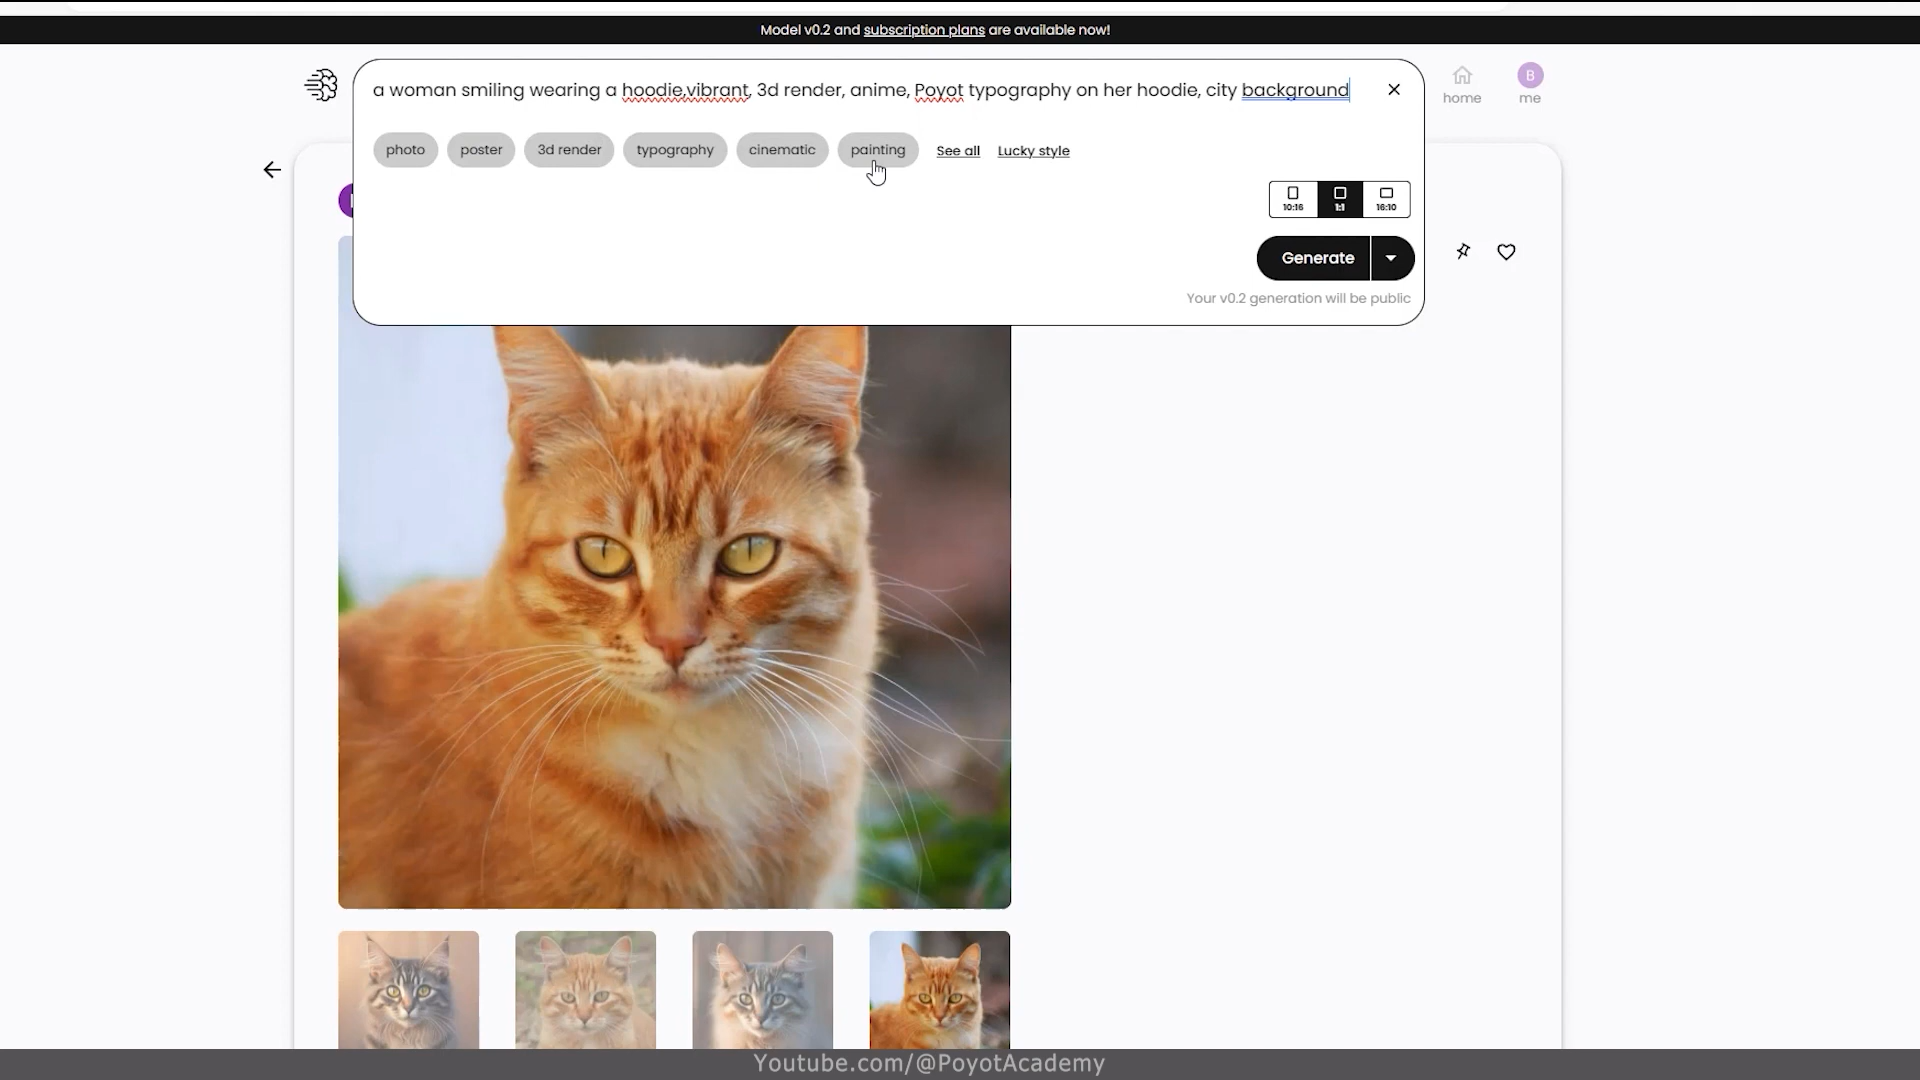 Model v0.2 and subscription plans are available now!
a woman smiling wearing a hoodie,vibrant, 3d render, anime, Poyot typography on her hoodie, city background
home
B
me
photo
poster
3d render
typography
cinematic
painting
See all
Lucky style
10:16
1:1
16:10
Generate
Your v0.2 generation will be public
Youtube.com/@PoyotAcademy